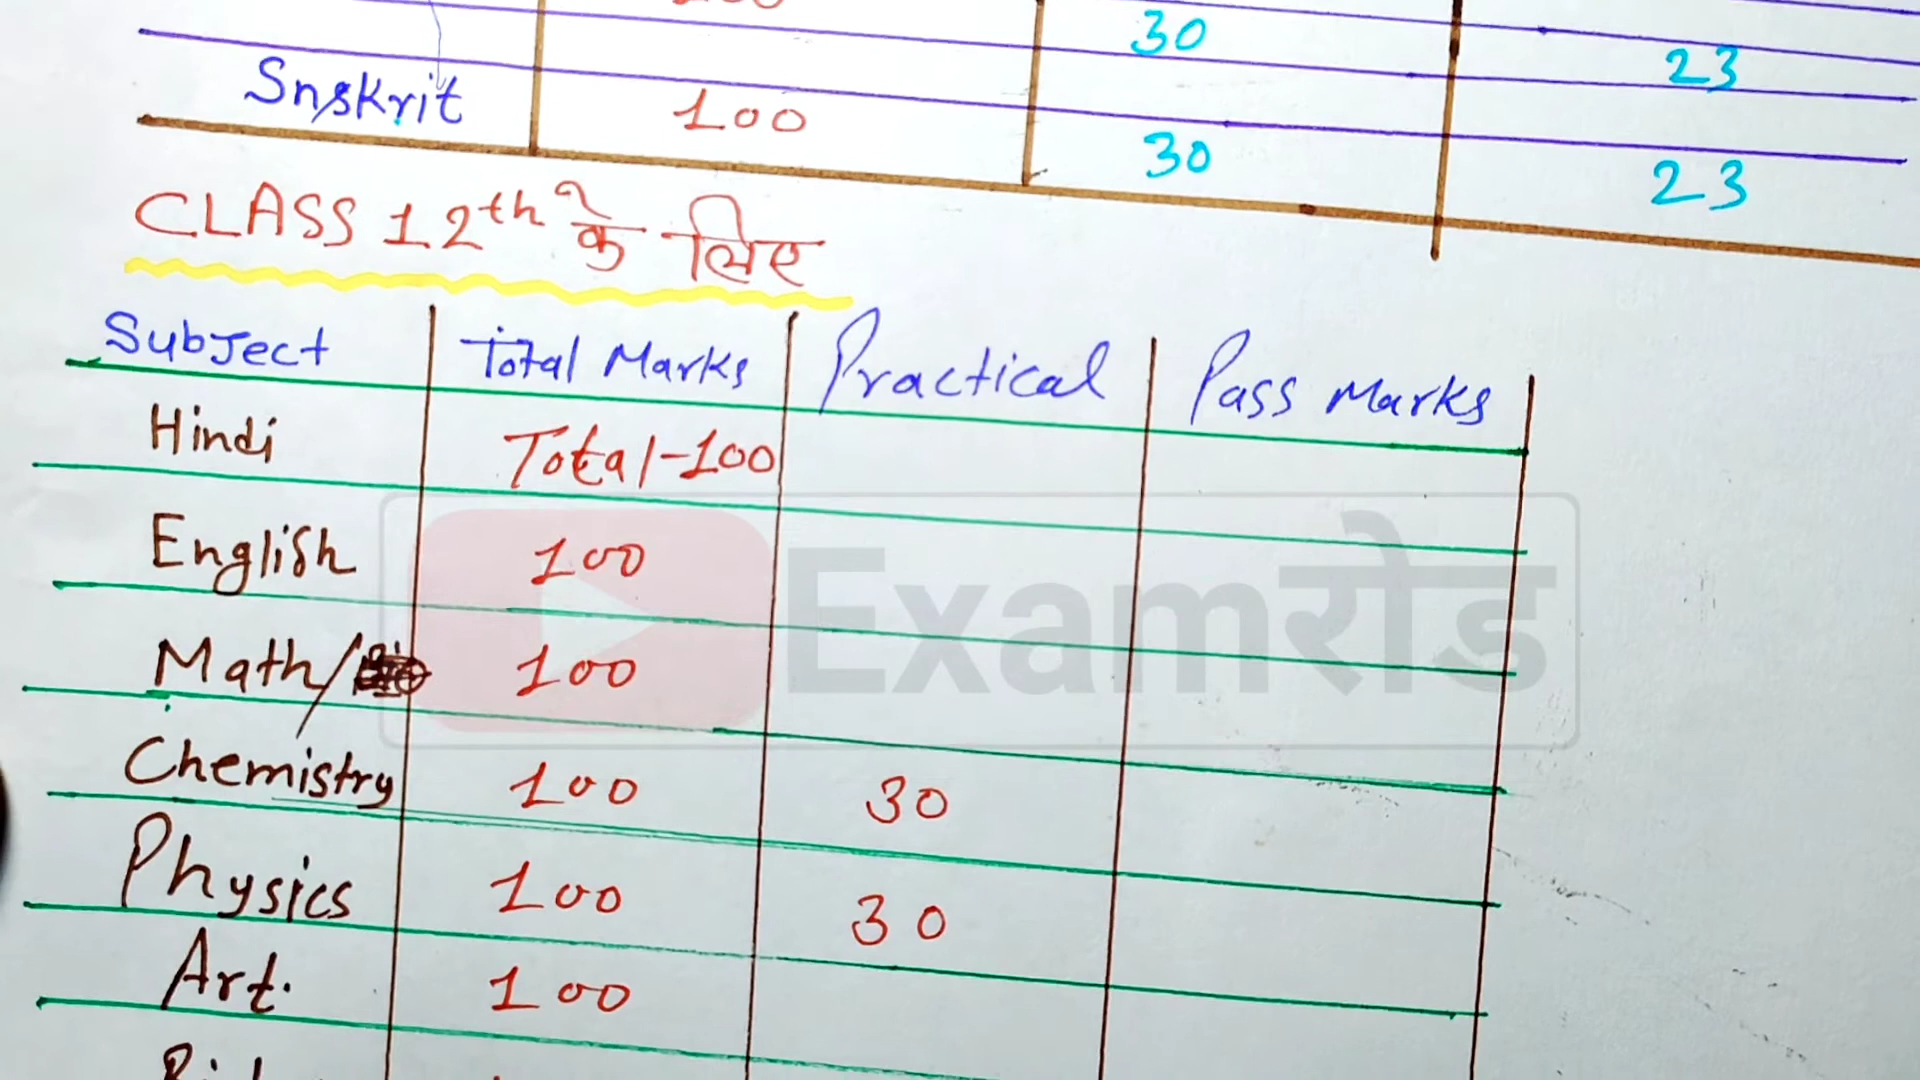 30 23
Snskrit 100 30 23
CLASS 12th के लिए
Subject Total Marks Practical Pass Marks
Hindi Total-100
English 100
Math/ 100
Examरोड
Chemistry 100 30
Physics 100 30
Art. 100